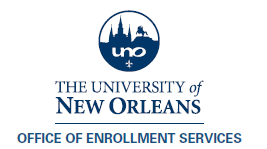 uno
THE UNIVERSITY of
NEW ORLEANS
OFFICE OF ENROLLMENT SERVICES